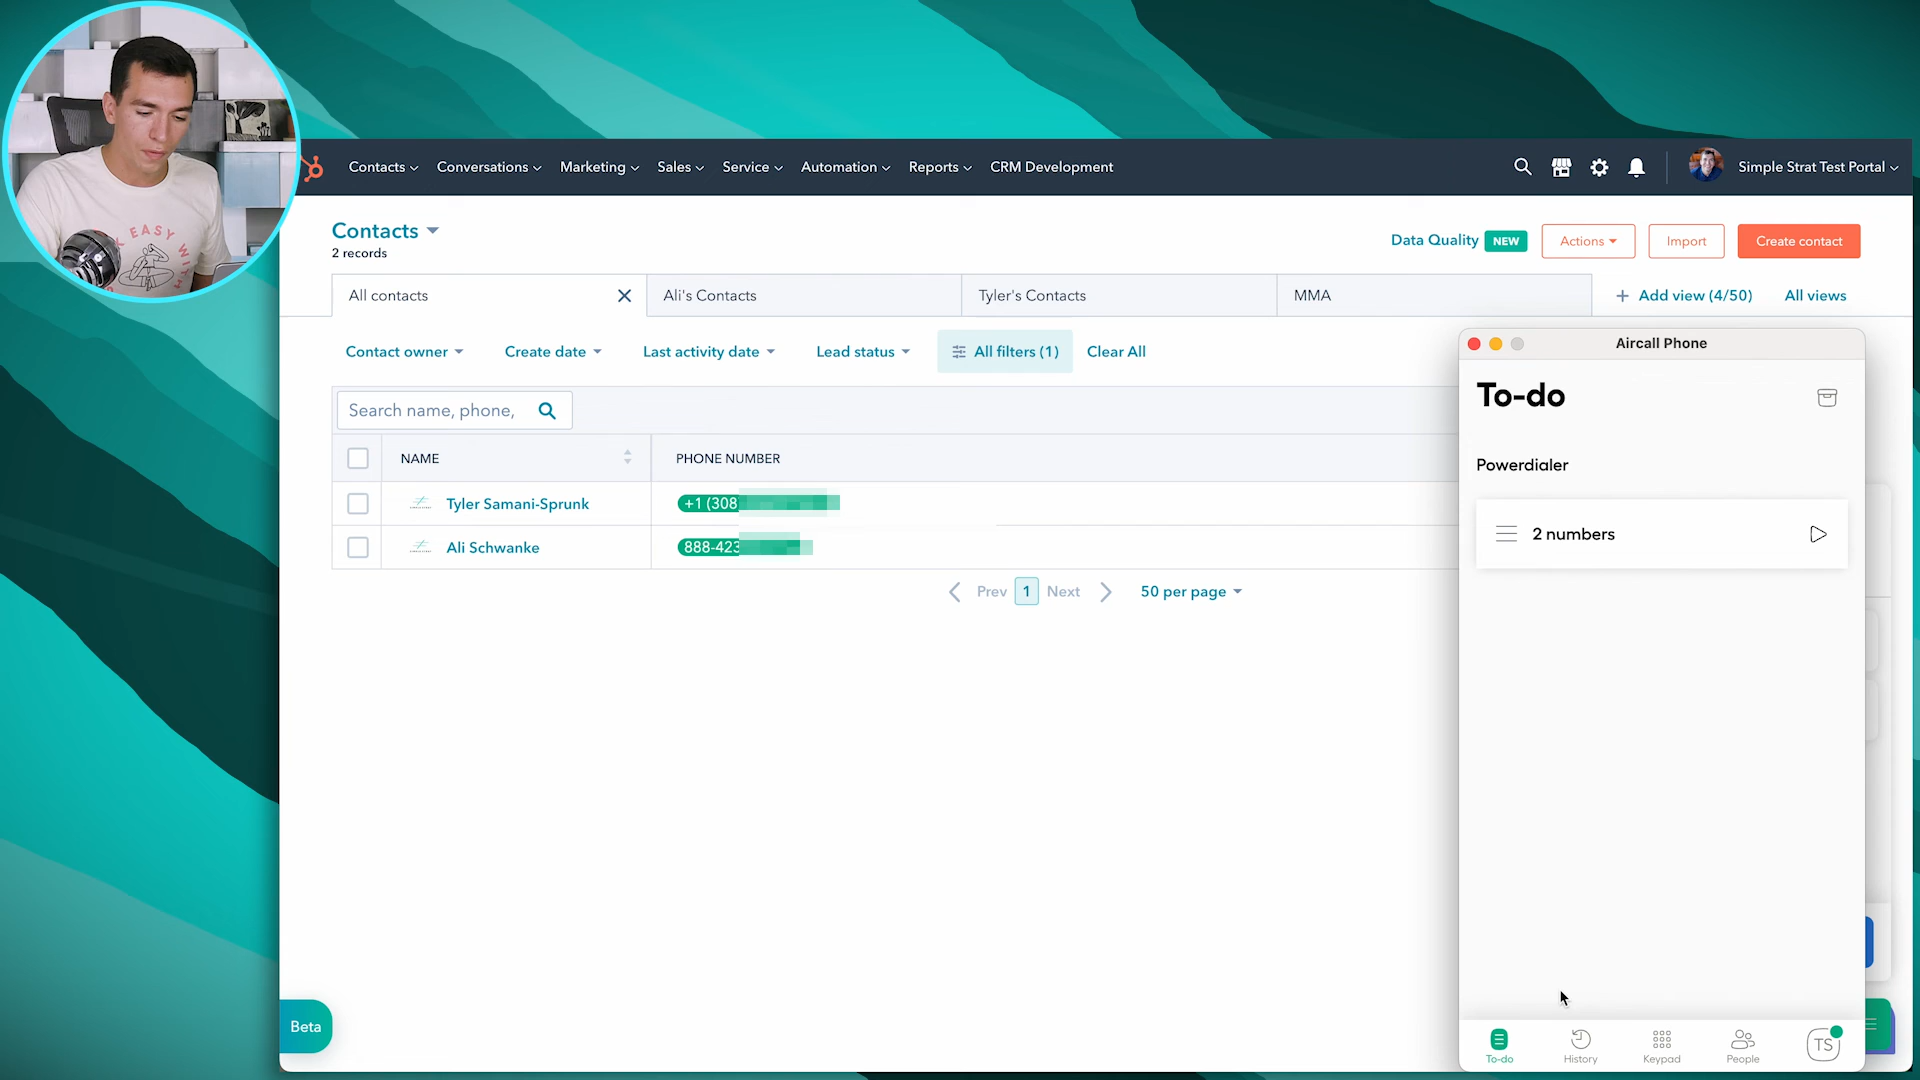 EASY WITH
Contacts
Conversations
Marketing
Sales
Service
Automation
Reports
CRM Development
Simple Strat Test Portal
Contacts
2 records
Data Quality NEW
Actions
Import
Create contact
All contacts
Ali's Contacts
Tyler's Contacts
MMA
+ Add view (4/50)
All views
Contact owner
Create date
Last activity date
Lead status
All filters (1)
Clear All
Search name, phone,
NAME
PHONE NUMBER
Tyler Samani-Sprunk
+1 (308
Ali Schwanke
888-423
Prev
1
Next
50 per page
Beta
Aircall Phone
To-do
Powerdialer
2 numbers
To-do
History
Keypad
People
TS